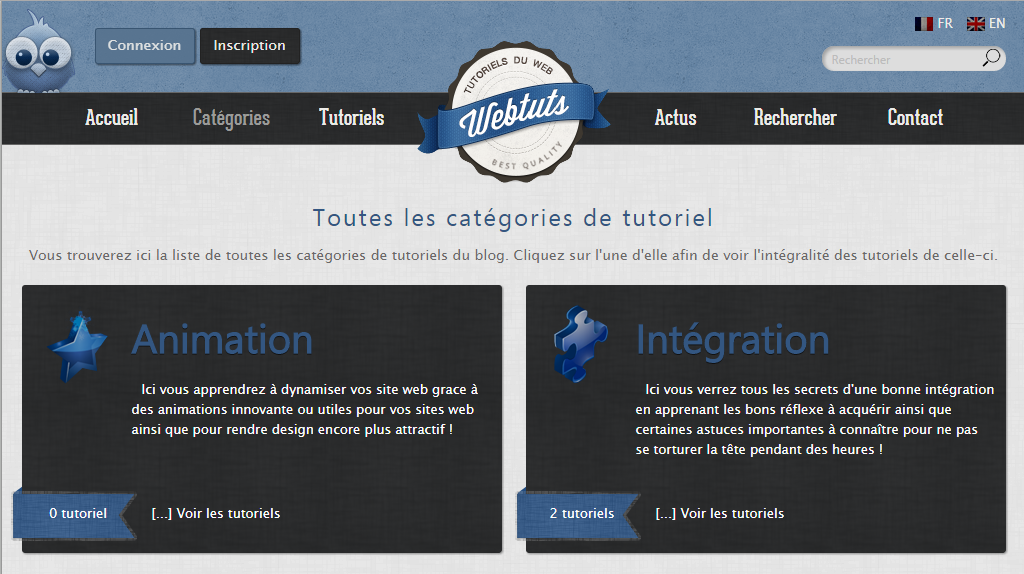 Connexion
Inscription
FR
EN
Rechercher
Accueil
Catégories
Tutoriels
TUTORIELS DU WEB
Webtuts
BEST QUALITY
Actus
Rechercher
Contact
Toutes les catégories de tutoriel
Vous trouverez ici la liste de toutes les catégories de tutoriels du blog. Cliquez sur l'une d'elle afin de voir l'intégralité des tutoriels de celle-ci.
Animation
Ici vous apprendrez à dynamiser vos site web grace à
des animations innovante ou utiles pour vos sites web
ainsi que pour rendre design encore plus attractif !
0 tutoriel
[...] Voir les tutoriels
Intégration
Ici vous verrez tous les secrets d'une bonne intégration
en apprenant les bons réflexe à acquérir ainsi que
certaines astuces importantes à connaître pour ne pas
se torturer la tête pendant des heures !
2 tutoriels
[...] Voir les tutoriels